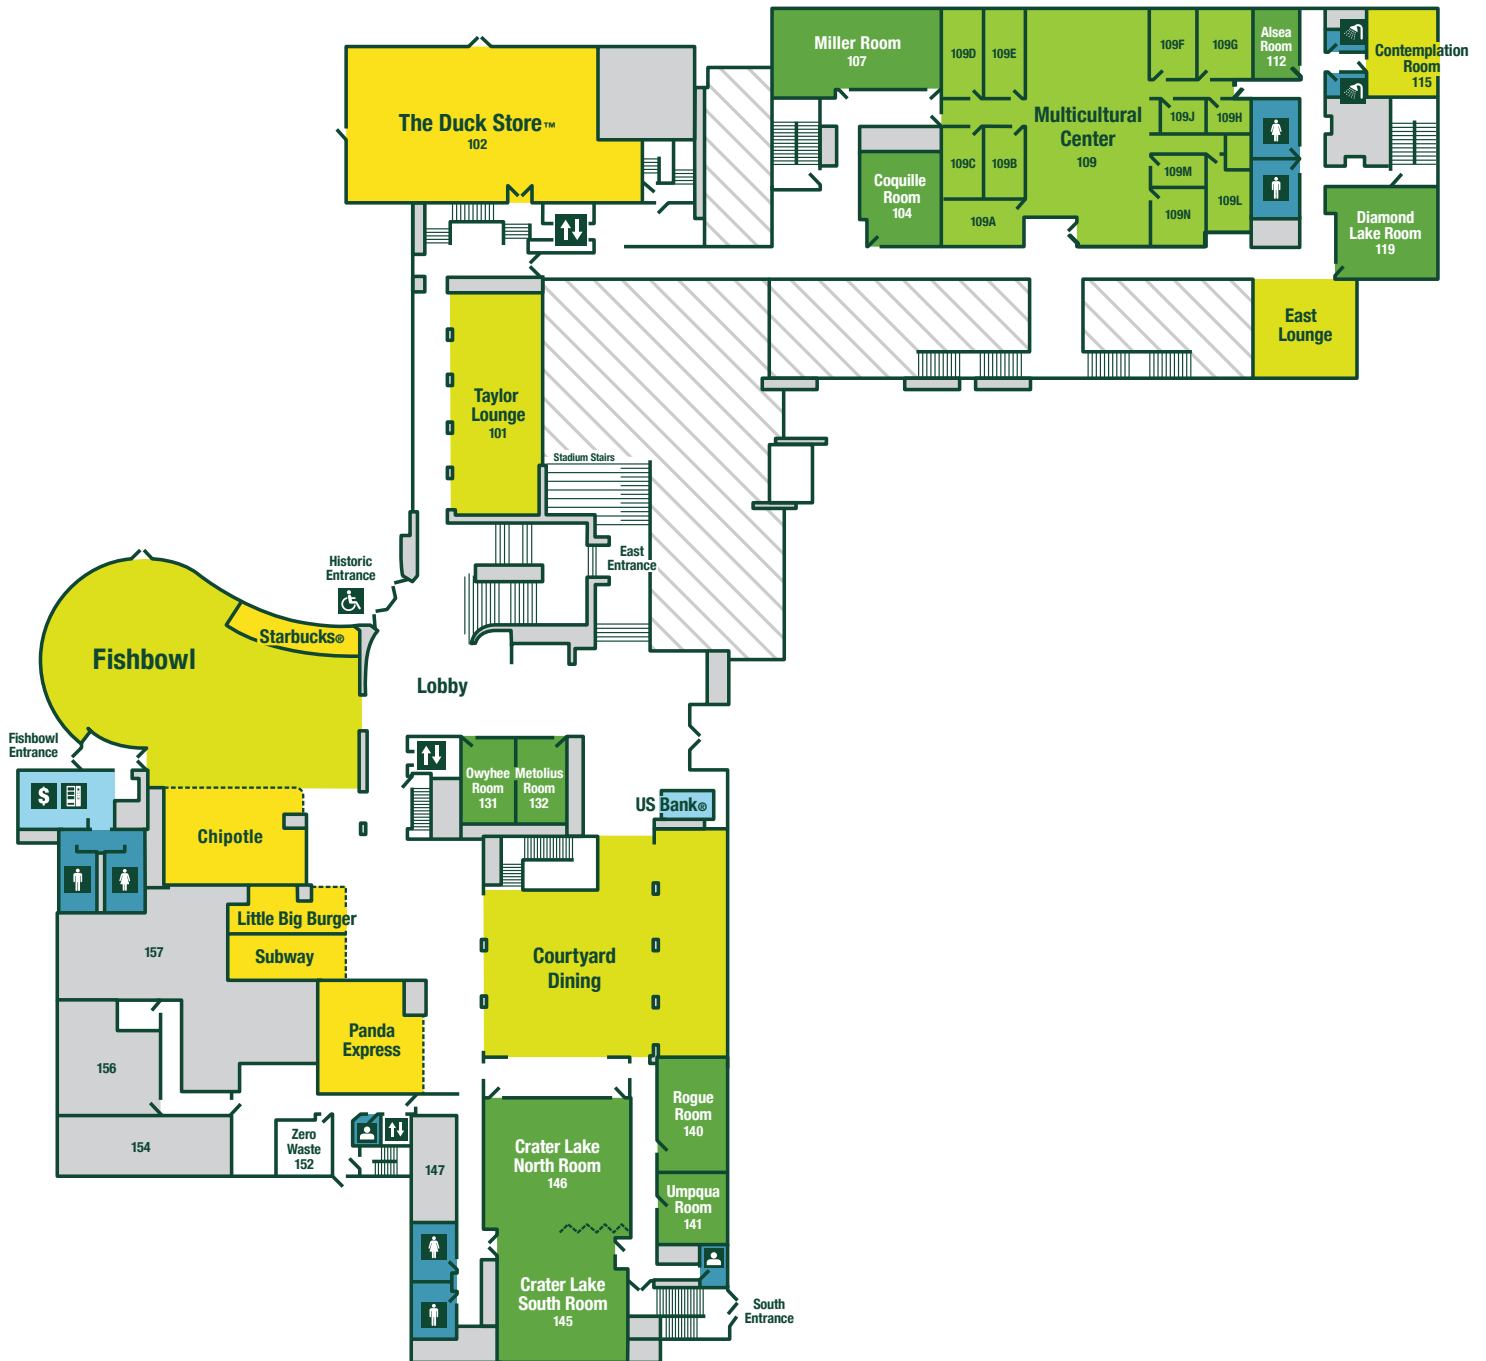 Miller Room
107
109D
109E
109F
109G
Alsea
Room
112
Contemplation
Room
115
The Duck Store™
102
Multicultural
Center
109
109J
109H
109C
109B
109M
109A
109N
109L
Coquille
Room
104
Diamond
Lake Room
119
East
Lounge
Taylor
Lounge
101
Stadium Stairs
East
Entrance
Historic
Entrance
Starbucks®
Fishbowl
Lobby
Fishbowl
Entrance
$
Owyhee
Room
131
Metolius
Room
132
US Bank®
Chipotle
Little Big Burger
Subway
157
Courtyard
Dining
Panda
Express
156
154
Zero
Waste
152
147
Rogue
Room
140
Crater Lake
North Room
146
Umpqua
Room
141
Crater Lake
South Room
145
South
Entrance